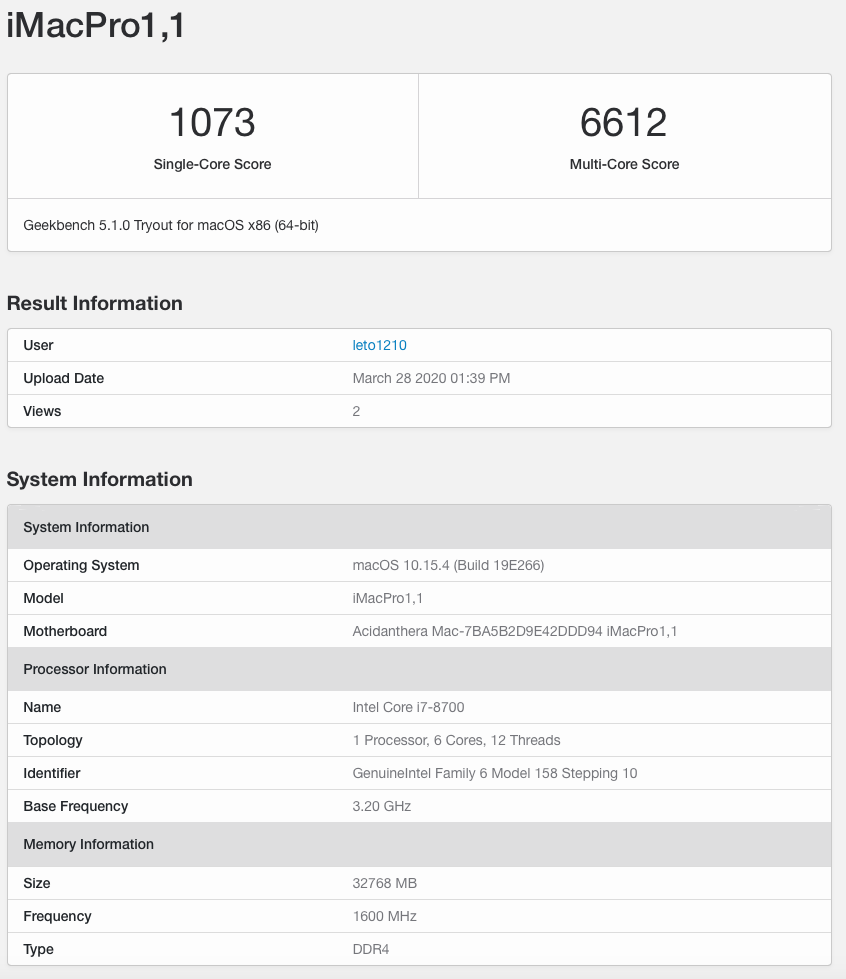 iMacPro1,1
1073
Single-Core Score
6612
Multi-Core Score
Geekbench 5.1.0 Tryout for macOS x86 (64-bit)
Result Information
User leto1210
Upload Date March 28 2020 01:39 PM
Views 2
System Information
System Information
Operating System macOS 10.15.4 (Build 19E266)
Model iMacPro1,1
Motherboard Acidanthera Mac-7BA5B2D9E42DDD94 iMacPro1,1
Processor Information
Name Intel Core i7-8700
Topology 1 Processor, 6 Cores, 12 Threads
Identifier GenuineIntel Family 6 Model 158 Stepping 10
Base Frequency 3.20 GHz
Memory Information
Size 32768 MB
Frequency 1600 MHz
Type DDR4